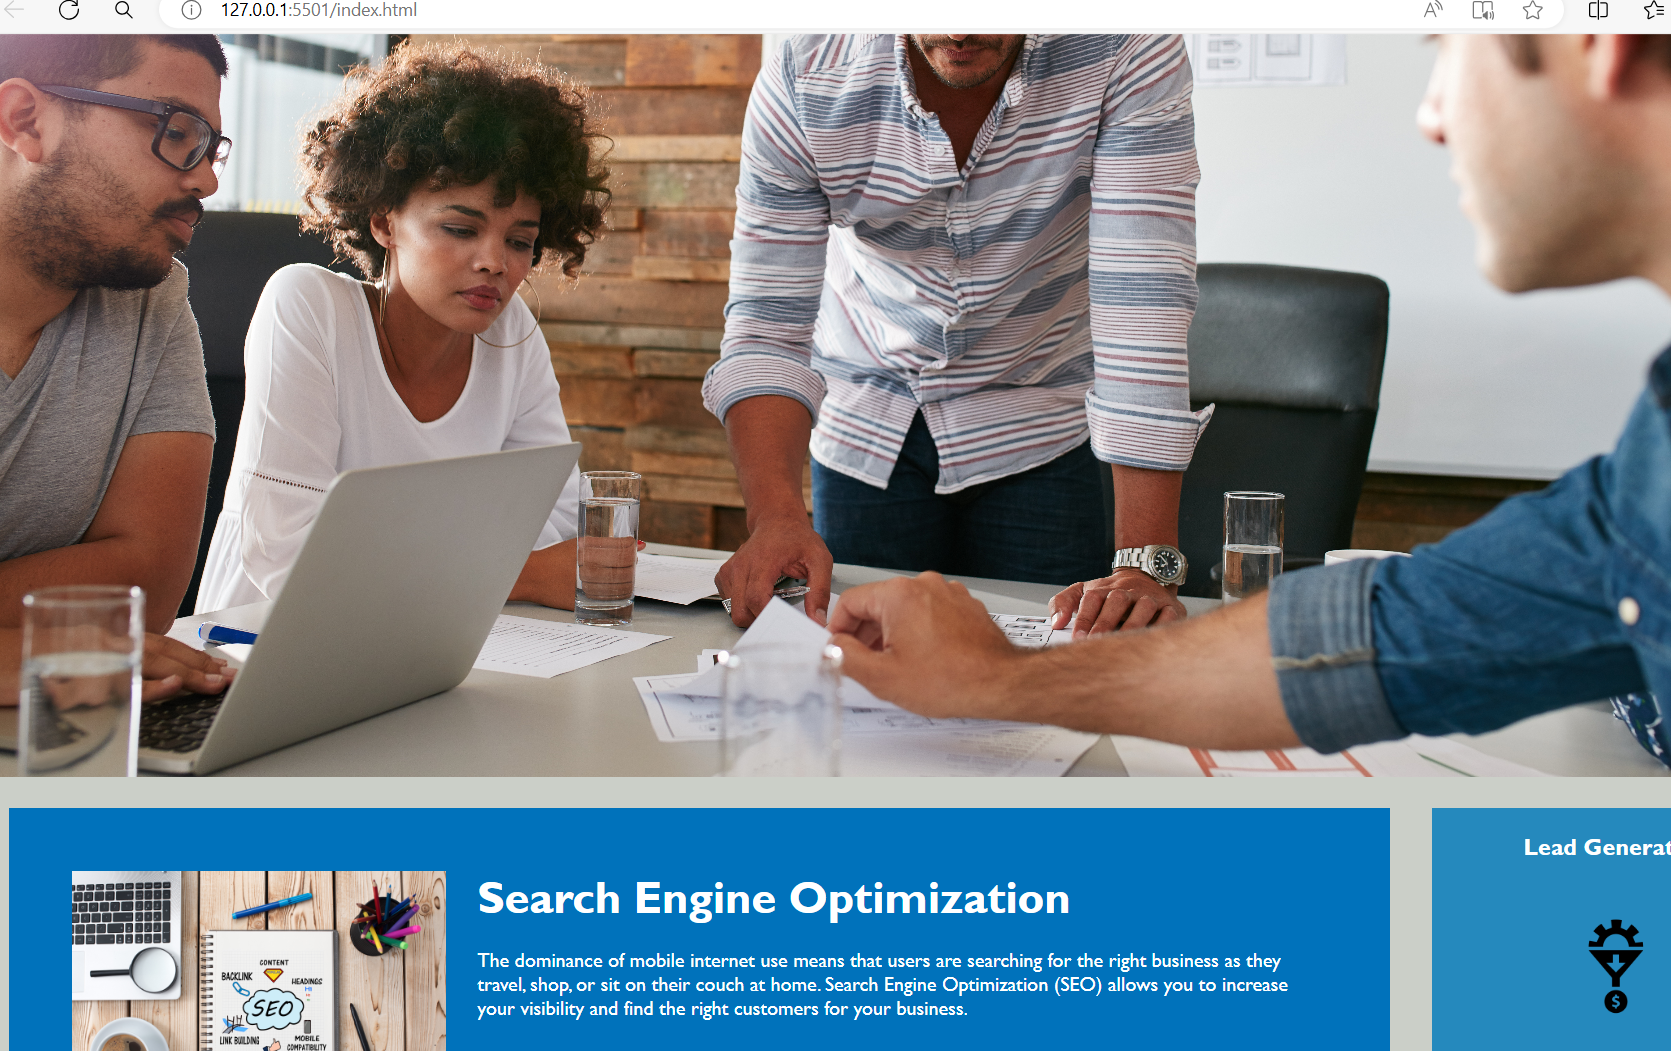 127.0.0.1:5501/index.html
Search Engine Optimization
The dominance of mobile internet use means that users are searching for the right business as they
travel, shop, or sit on their couch at home. Search Engine Optimization (SEO) allows you to increase
your visibility and find the right customers for your business.
CONTENT
BACKLINK
HEADINGS
SEO
LINK BUILDING
MOBILE
COMPATIBILITY
Lead Generat
$